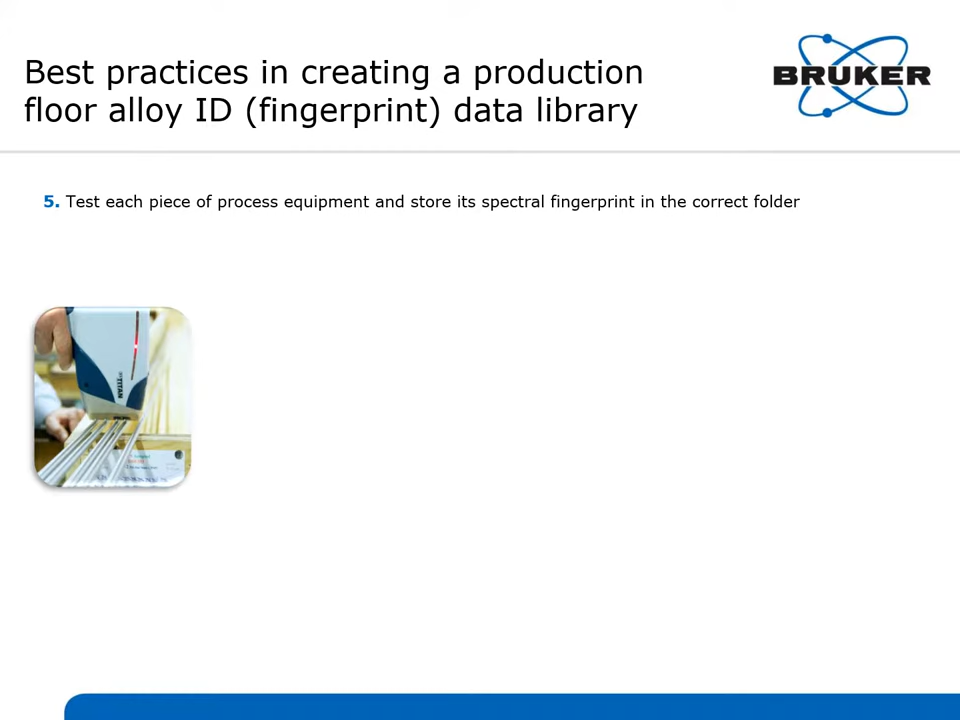 Best practices in creating a production
floor alloy ID (fingerprint) data library
BRUKER
5. Test each piece of process equipment and store its spectral fingerprint in the correct folder
TITAN